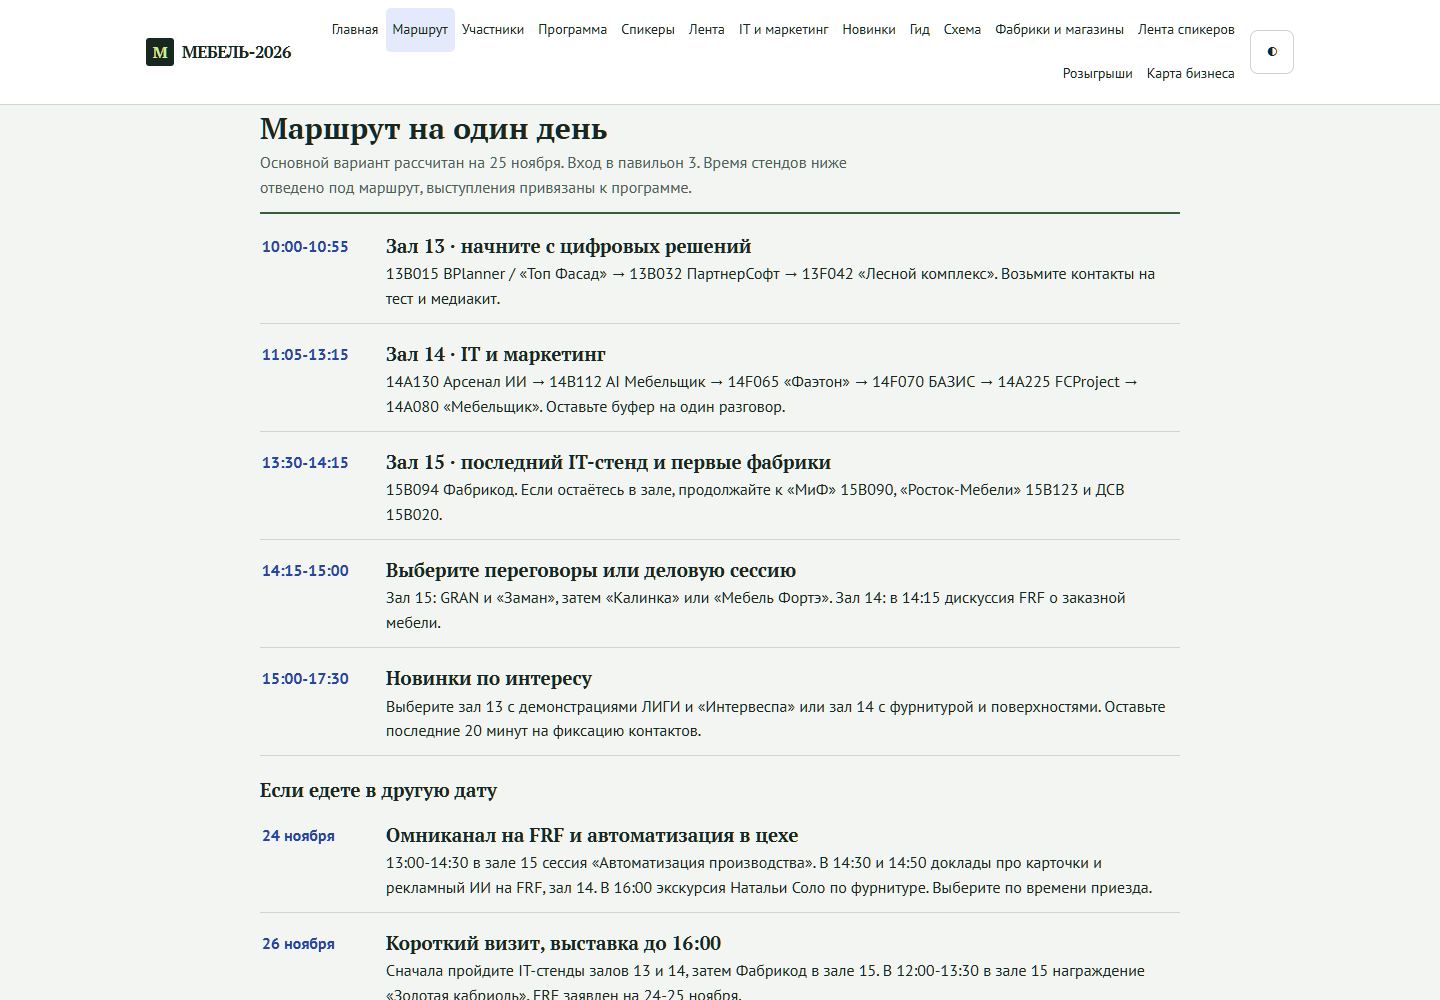 Главная Маршрут Участники Программа Спикеры Лента IT и маркетинг Новинки Гид Схема Фабрики и магазины Лента спикеров
М МЕБЕЛЬ-2026
Розыгрыши Карта бизнеса
Маршрут на один день
Основной вариант рассчитан на 25 ноября. Вход в павильон 3. Время стендов ниже
отведено под маршрут, выступления привязаны к программе.
10:00-10:55 Зал 13 · начните с цифровых решений
13B015 BPlanner / «Топ Фасад» → 13B032 ПартнерСофт → 13F042 «Лесной комплекс». Возьмите контакты на
тест и медиакит.
11:05-13:15 Зал 14 · IT и маркетинг
14A130 Арсенал ИИ → 14B112 AI Мебельщик → 14F065 «Фаэтон» → 14F070 БАЗИС → 14A225 FCProject →
14A080 «Мебельщик». Оставьте буфер на один разговор.
13:30-14:15 Зал 15 · последний IT-стенд и первые фабрики
15B094 Фабрикод. Если остаётесь в зале, продолжайте к «МиФ» 15B090, «Росток-Мебели» 15B123 и ДСВ
15B020.
14:15-15:00 Выберите переговоры или деловую сессию
Зал 15: GRAN и «Заман», затем «Калинка» или «Мебель Фортэ». Зал 14: в 14:15 дискуссия FRF о заказной
мебели.
15:00-17:30 Новинки по интересу
Выберите зал 13 с демонстрациями ЛИГИ и «Интервеспа» или зал 14 с фурнитурой и поверхностями. Оставьте
последние 20 минут на фиксацию контактов.
Если едете в другую дату
24 ноября Омниканал на FRF и автоматизация в цехе
13:00-14:30 в зале 15 сессия «Автоматизация производства». В 14:30 и 14:50 доклады про карточки и
рекламный ИИ на FRF, зал 14. В 16:00 экскурсия Натальи Соло по фурнитуре. Выберите по времени приезда.
26 ноября Короткий визит, выставка до 16:00
Сначала пройдите IT-стенды залов 13 и 14, затем Фабрикод в зале 15. В 12:00-13:30 в зале 15 награждение
«Золотая кабриоль». FRF заявлен на 24-25 ноября.